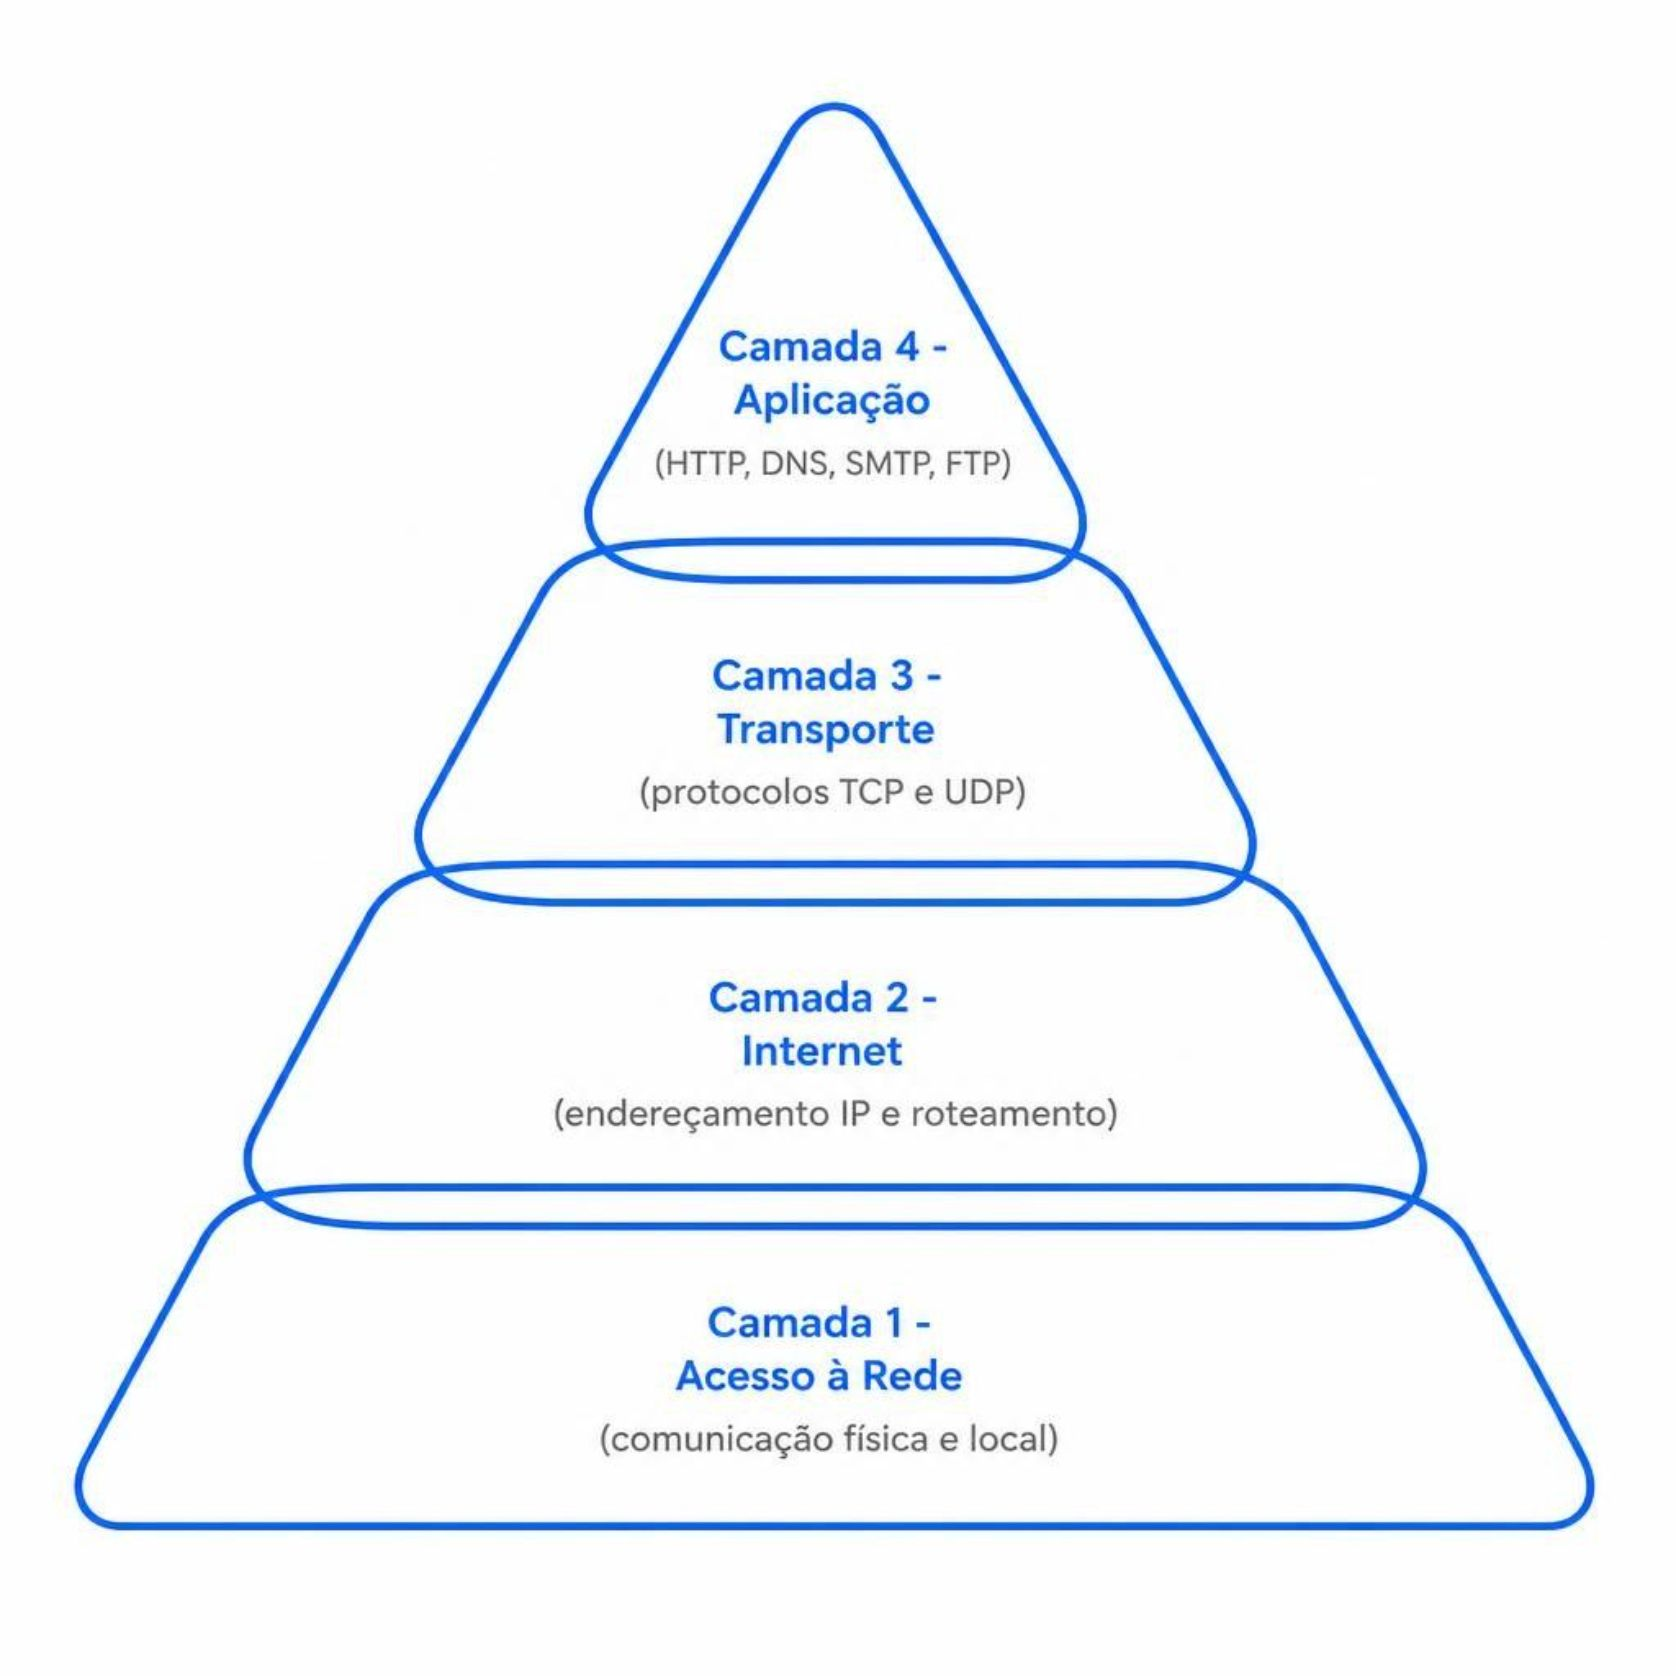 Camada 4 -
Aplicação
(HTTP, DNS, SMTP, FTP)
Camada 3 -
Transporte
(protocolos TCP e UDP)
Camada 2 -
Internet
(endereçamento IP e roteamento)
Camada 1 -
Acesso à Rede
(comunicação física e local)